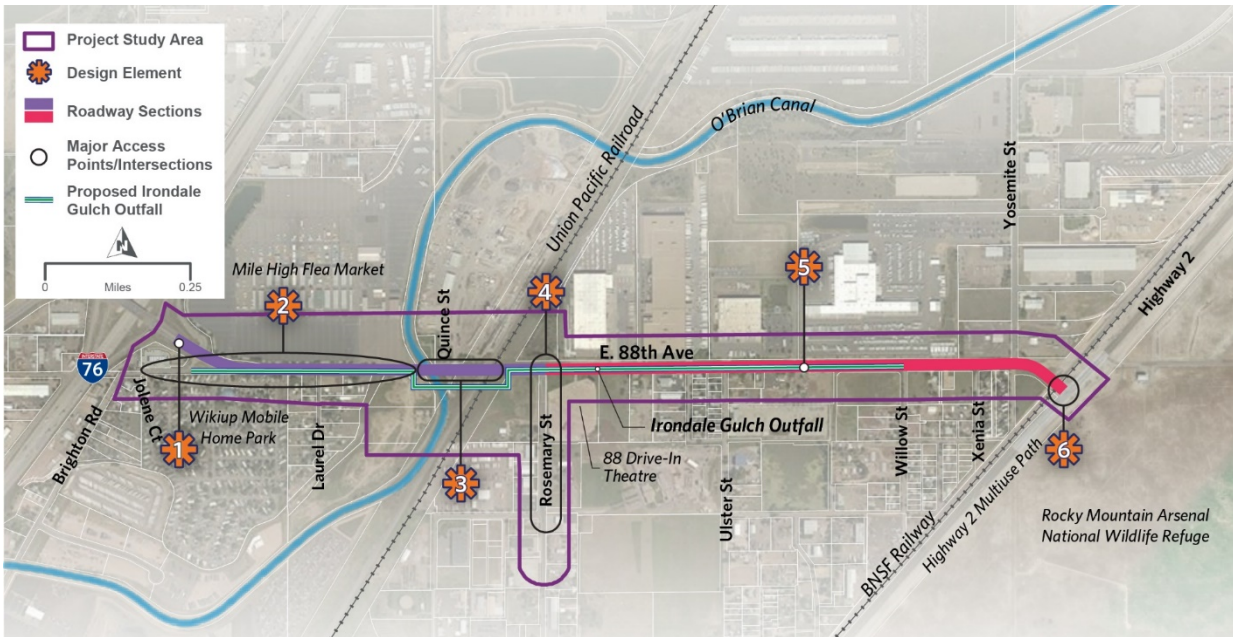 Project Study Area
Design Element
Roadway Sections
Major Access
Points/Intersections
Proposed Irondale
Gulch Outfall
N
0 Miles 0.25
Mile High Flea Market
O'Brian Canal
Union Pacific Railroad
Yosemite St
Highway 2
2
4
5
Quince St
E. 88th Ave
INTERSTATE
76
Jolene Ct
Wikiup Mobile
Home Park
Brighton Rd
1
Laurel Dr
3
Rosemary St
Irondale Gulch Outfall
88 Drive-In
Theatre
Ulster St
Willow St
Xenia St
6
BNSF Railway
Highway 2 Multiuse Path
Rocky Mountain Arsenal
National Wildlife Refuge